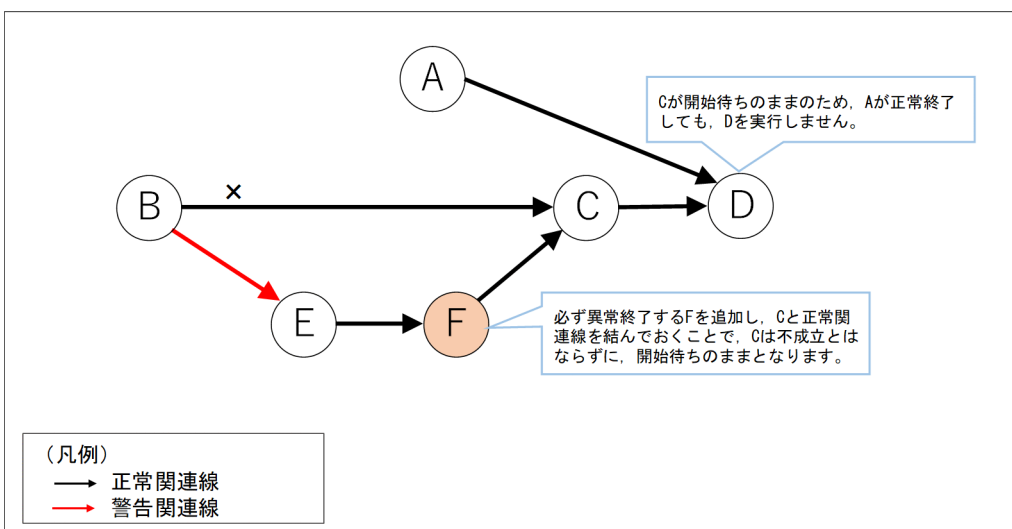 A
Cが開始待ちのままのため，Aが正常終了
しても，Dを実行しません。
×
B
C
D
E
F
必ず異常終了するFを追加し，Cと正常関
連線を結んでおくことで，Cは不成立とは
ならずに，開始待ちのままとなります。
（凡例）
正常関連線
警告関連線